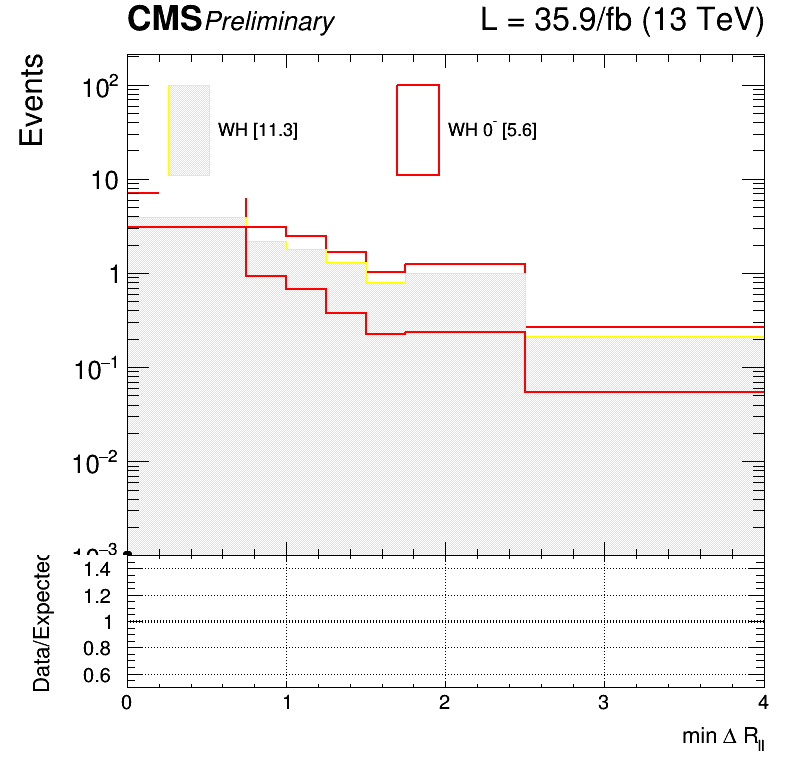 CMS Preliminary L = 35.9/fb (13 TeV)
Events
10²
10
1
10⁻¹
10⁻²
10⁻³
WH [11.3]
WH 0⁻ [5.6]
Data/Expected
1.4
1.2
1
0.8
0.6
0 1 2 3 4
min Δ R_ll